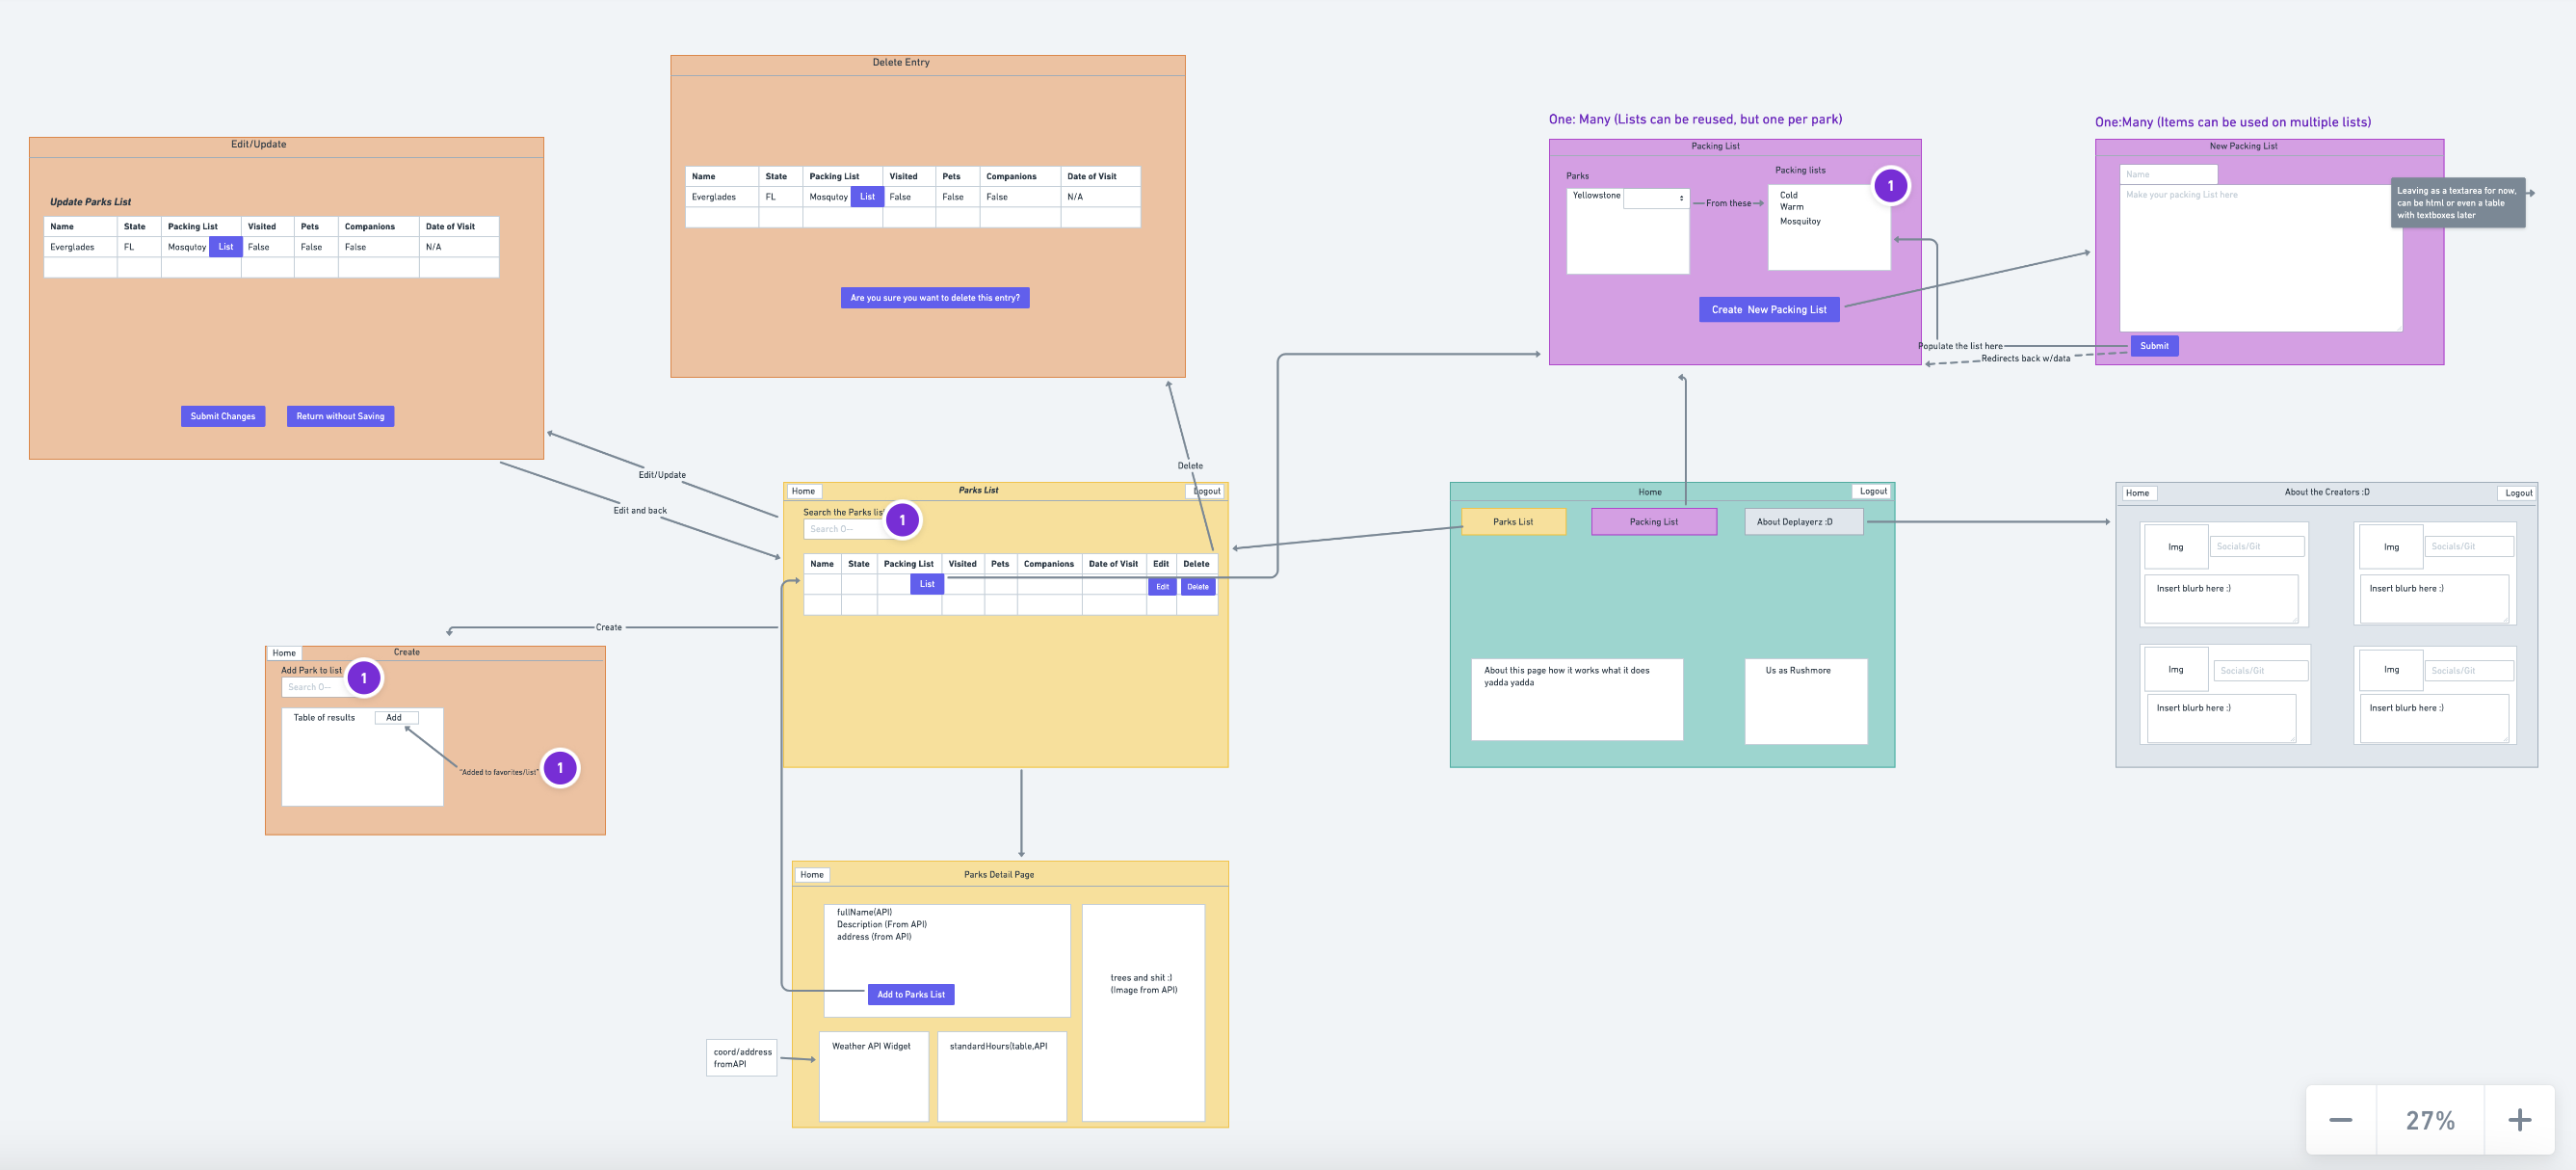 Delete Entry
Name State Packing List Visited Pets Companions Date of Visit
Everglades FL Mosqutoy List False False False N/A
Are you sure you want to delete this entry?
Edit/Update
Update Parks List
Name State Packing List Visited Pets Companions Date of Visit
Everglades FL Mosqutoy List False False False N/A
Submit Changes Return without Saving
One: Many (Lists can be reused, but one per park)
Packing List
Parks
Packing lists
Yellowstone
From these
Cold
Warm
Mosquitoy
1
Create New Packing List
One:Many (Items can be used on multiple lists)
New Packing List
Name
Make your packing List here
Leaving as a textarea for now,
can be html or even a table
with textboxes later
Submit
Populate the list here
Redirects back w/data
Edit/Update
Edit and back
Delete
Create
Home Parks List Logout
Search the Parks list
Search O—
1
Name State Packing List Visited Pets Companions Date of Visit Edit Delete
List Edit Delete
Home Logout
Parks List Packing List About Deplayerz :D
About this page how it works what it does
yadda yadda
Us as Rushmore
Home About the Creators :D Logout
Img Socials/Git
Insert blurb here :)
Img Socials/Git
Insert blurb here :)
Img Socials/Git
Insert blurb here :)
Img Socials/Git
Insert blurb here :)
Home Create
Add Park to list
Search O—
1
Table of results Add
"Added to favorites/list"
1
Home Parks Detail Page
fullName(API)
Description (From API)
address (from API)
Add to Parks List
trees and shit :)
(Image from API)
coord/address
fromAPI
Weather API Widget
standardHours(table,API
27%